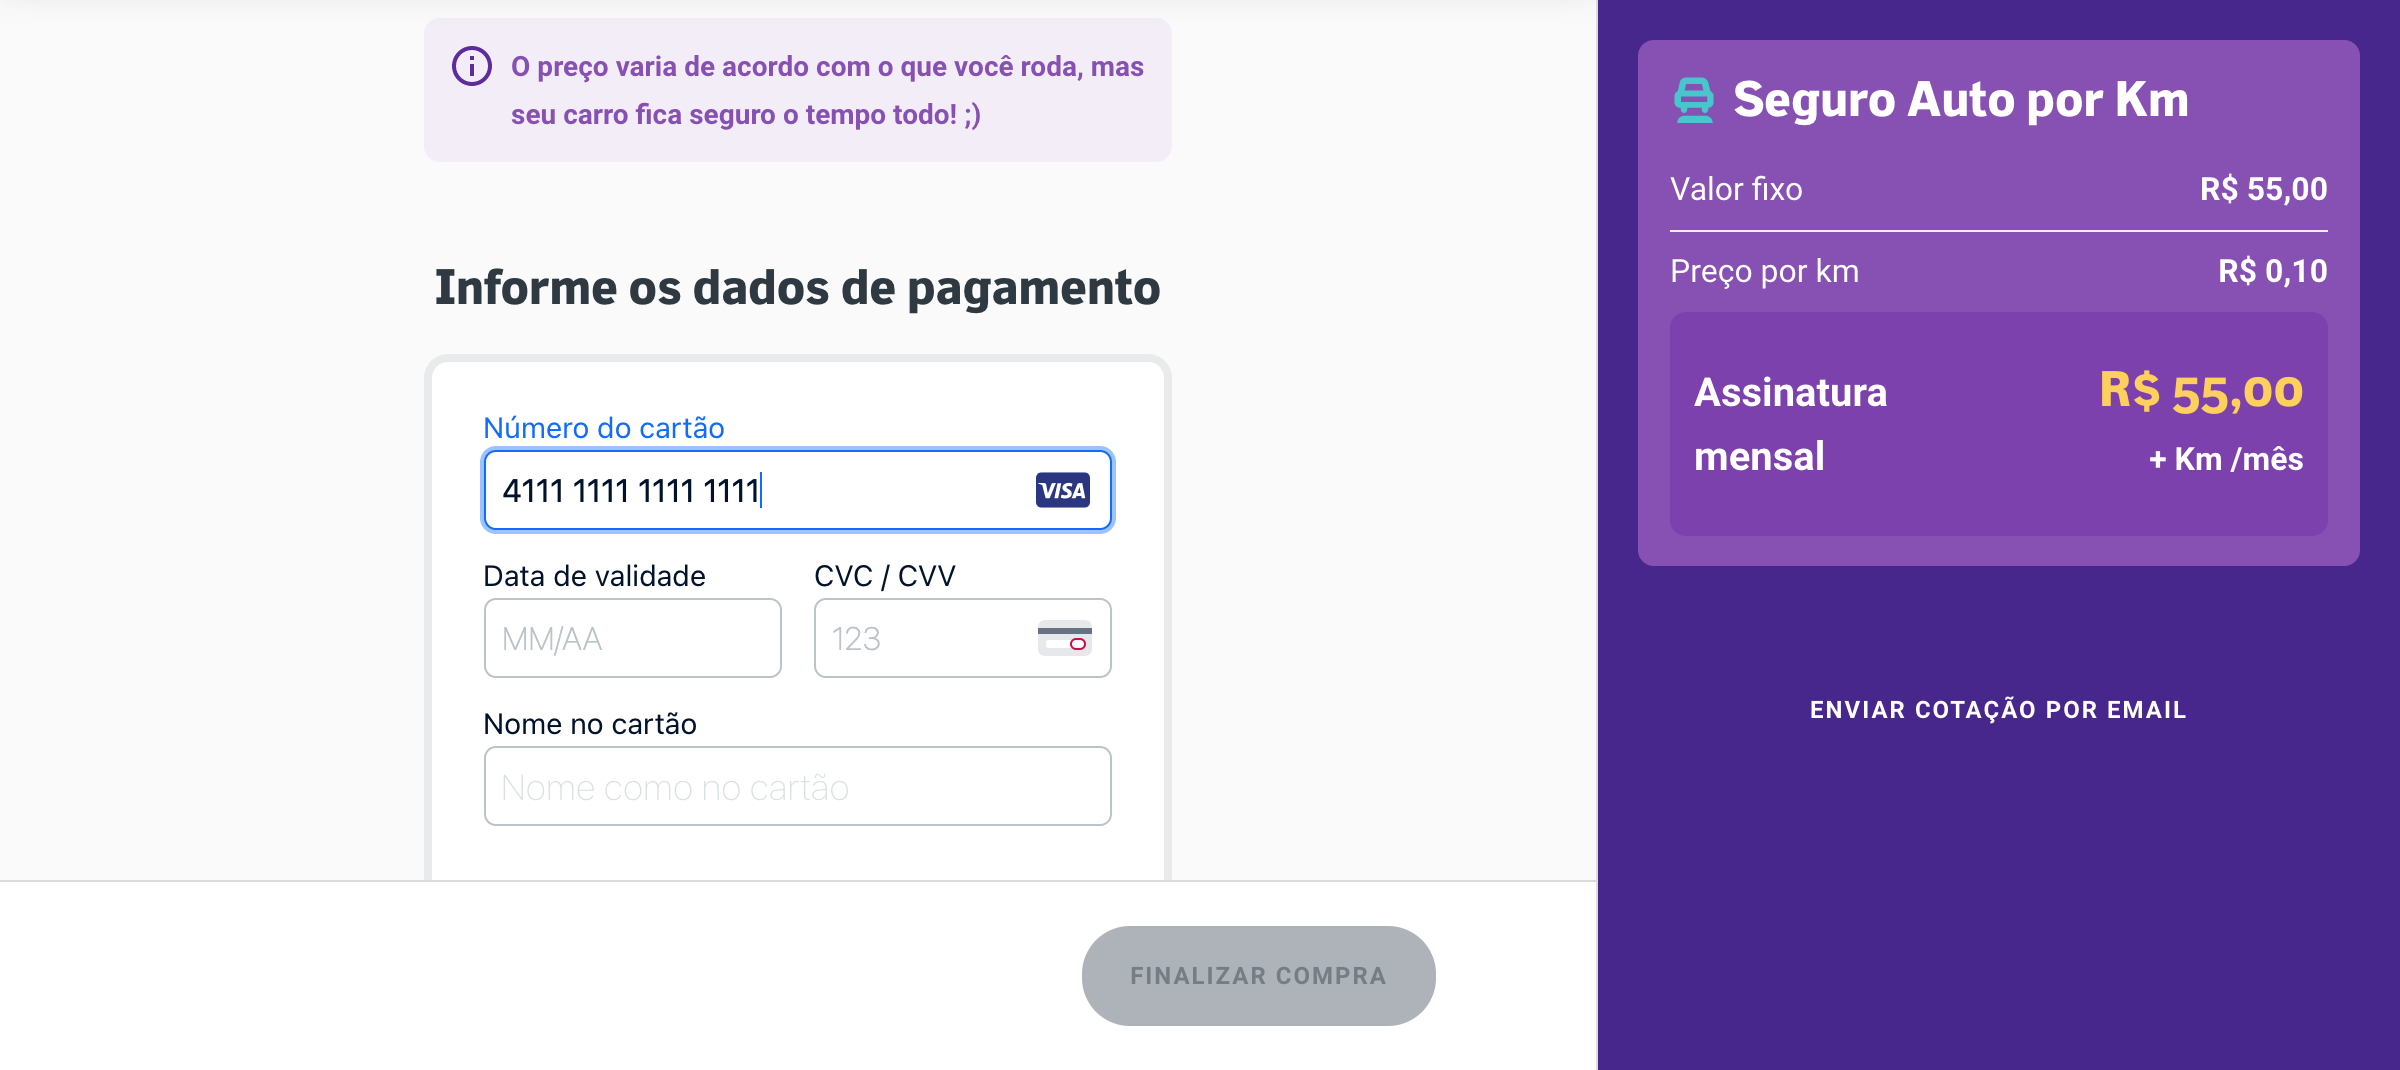 O preço varia de acordo com o que você roda, mas
seu carro fica seguro o tempo todo! ;)
Informe os dados de pagamento
Número do cartão
4111 1111 1111 1111
VISA
Data de validade
CVC / CVV
MM/AA
123
Nome no cartão
Nome como no cartão
FINALIZAR COMPRA
Seguro Auto por Km
Valor fixo
R$ 55,00
Preço por km
R$ 0,10
Assinatura
mensal
R$ 55,00
+ Km /mês
ENVIAR COTAÇÃO POR EMAIL